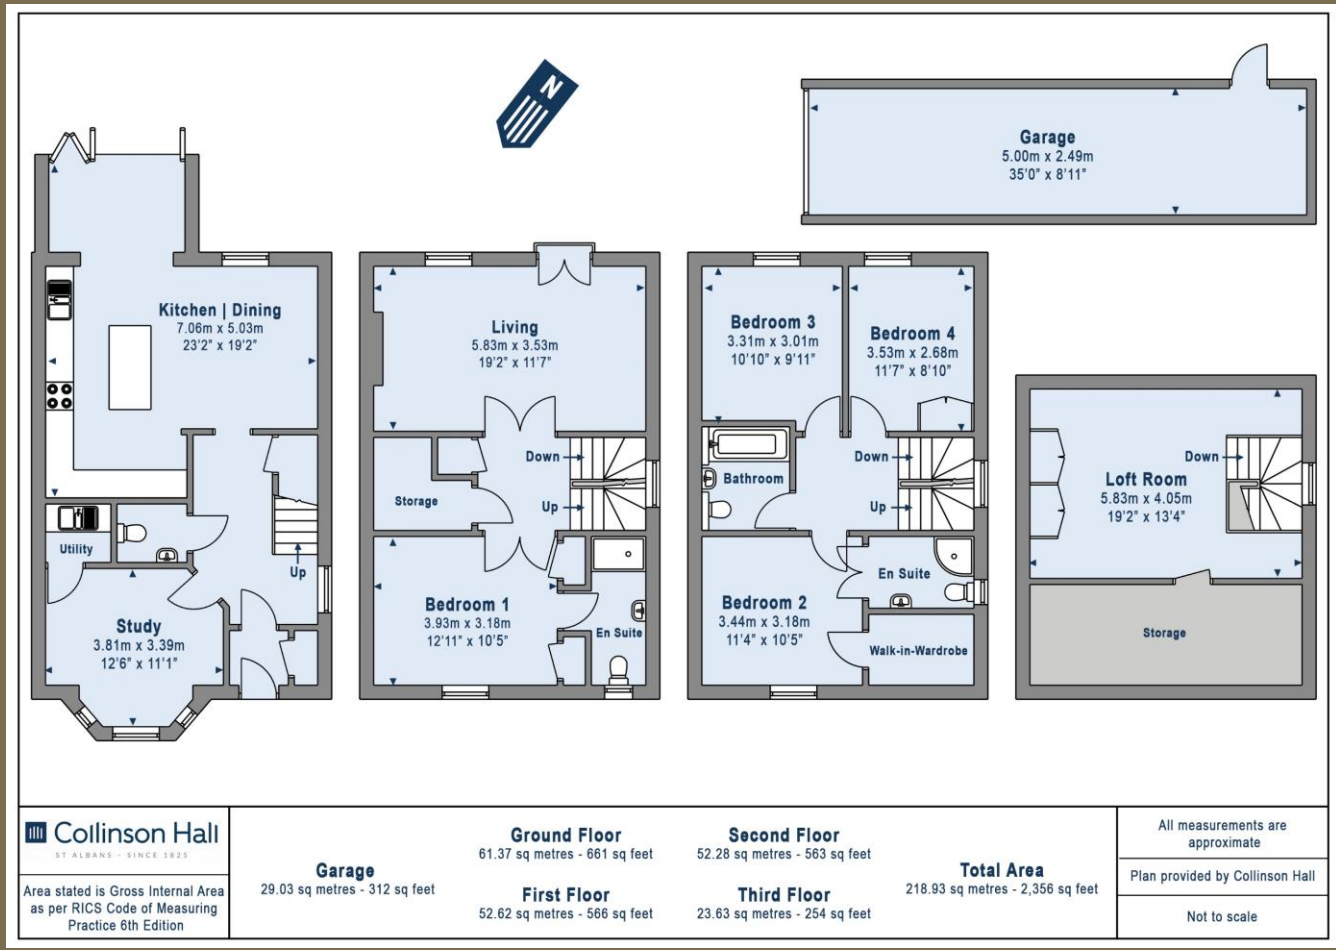 N
Garage
5.00m x 2.49m
35'0" x 8'11"
Kitchen | Dining
7.06m x 5.03m
23'2" x 19'2"
Utility
Up
Study
3.81m x 3.39m
12'6" x 11'1"
Living
5.83m x 3.53m
19'2" x 11'7"
Down
Storage
Up
Bedroom 1
3.93m x 3.18m
12'11" x 10'5"
En Suite
Bedroom 3
3.31m x 3.01m
10'10" x 9'11"
Bedroom 4
3.53m x 2.68m
11'7" x 8'10"
Down
Bathroom
Up
En Suite
Bedroom 2
3.44m x 3.18m
11'4" x 10'5"
Walk-in-Wardrobe
Down
Loft Room
5.83m x 4.05m
19'2" x 13'4"
Storage
Collinson Hall
ST ALBANS - SINCE 1825
Area stated is Gross Internal Area
as per RICS Code of Measuring
Practice 6th Edition
Garage
29.03 sq metres - 312 sq feet
Ground Floor
61.37 sq metres - 661 sq feet
First Floor
52.62 sq metres - 566 sq feet
Second Floor
52.28 sq metres - 563 sq feet
Third Floor
23.63 sq metres - 254 sq feet
Total Area
218.93 sq metres - 2,356 sq feet
All measurements are
approximate
Plan provided by Collinson Hall
Not to scale